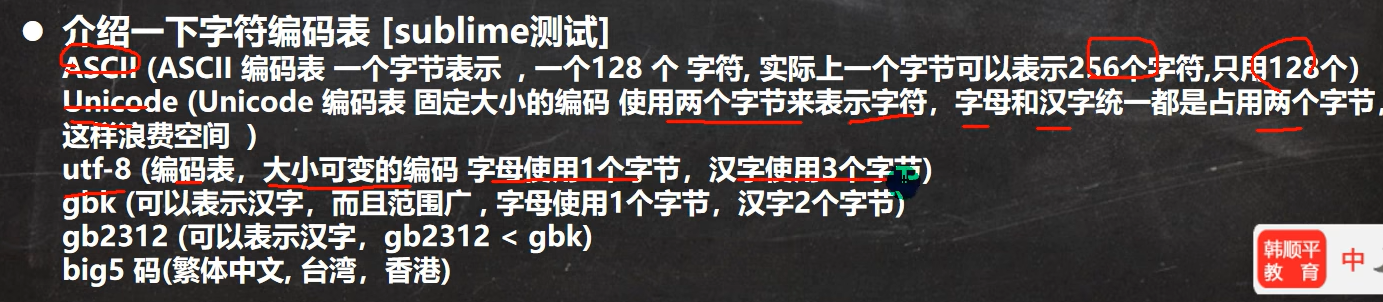 介绍一下字符编码表 [sublime测试]
ASCII (ASCII 编码表 一个字节表示 ，一个128 个 字符, 实际上一个字节可以表示256个字符,只用128个）
Unicode (Unicode 编码表 固定大小的编码 使用两个字节来表示字符，字母和汉字统一都是占用两个字节，
这样浪费空间 ）
utf-8 (编码表，大小可变的编码 字母使用1个字节，汉字使用3个字节)
gbk (可以表示汉字，而且范围广 , 字母使用1个字节，汉字2个字节)
gb2312 (可以表示汉字，gb2312 < gbk)
big5 码(繁体中文, 台湾，香港)
韩顺平
教 育
中